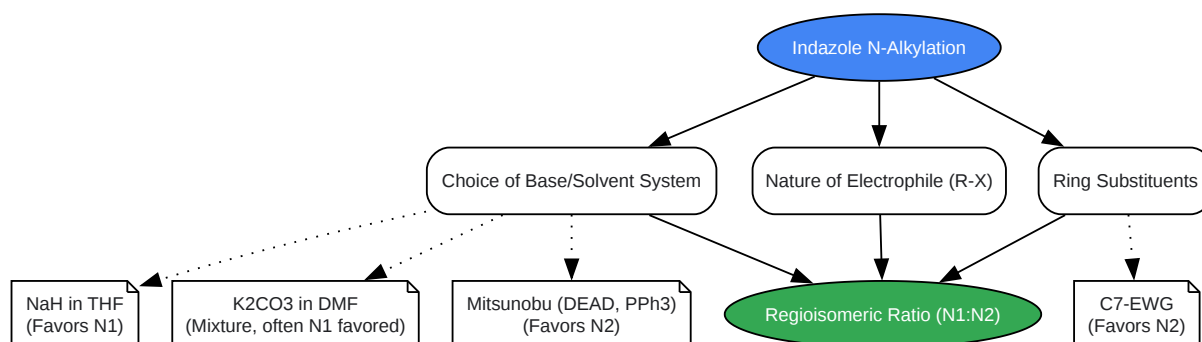 Indazole N-Alkylation
Choice of Base/Solvent System
Nature of Electrophile (R-X)
Ring Substituents
NaH in THF
(Favors N1)
K2CO3 in DMF
(Mixture, often N1 favored)
Mitsunobu (DEAD, PPh3)
(Favors N2)
Regioisomeric Ratio (N1:N2)
C7-EWG
(Favors N2)